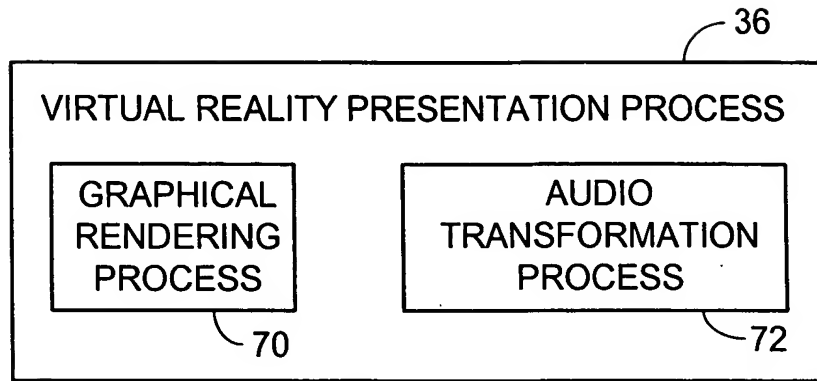 36
VIRTUAL REALITY PRESENTATION PROCESS
GRAPHICAL
RENDERING
PROCESS
70
AUDIO
TRANSFORMATION
PROCESS
72